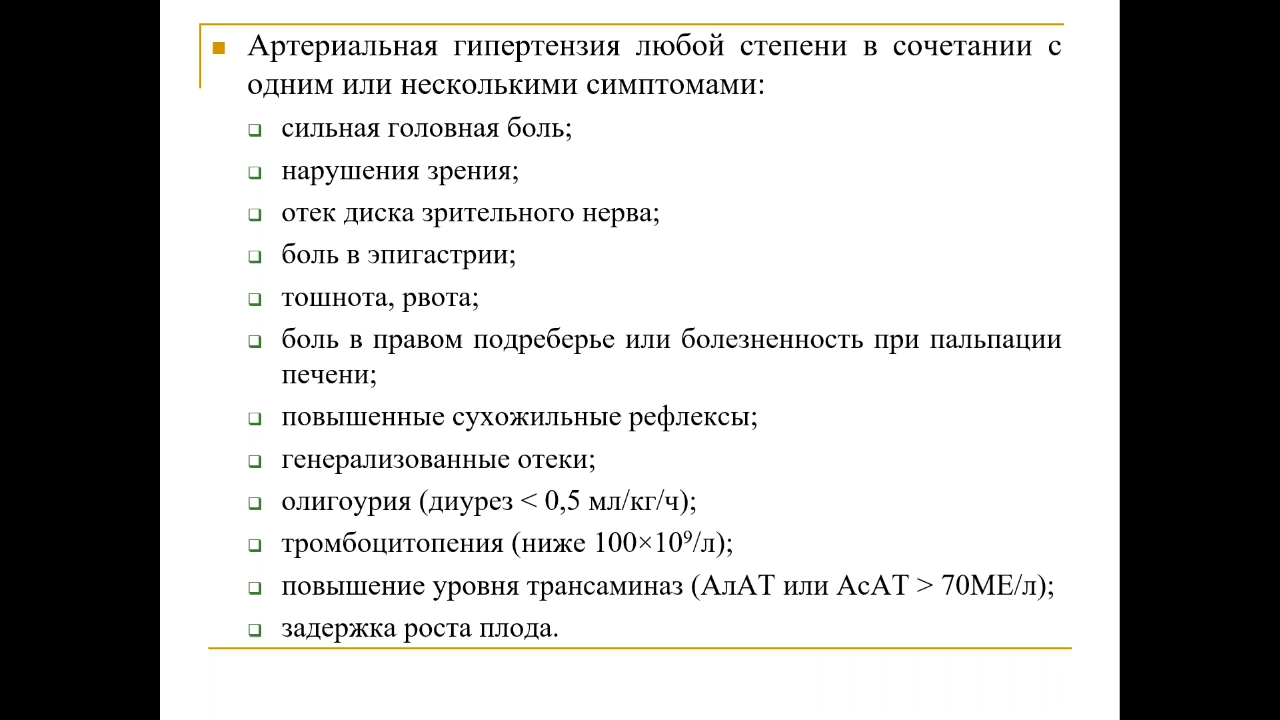 Артериальная гипертензия любой степени в сочетании с
одним или несколькими симптомами:
сильная головная боль;
нарушения зрения;
отек диска зрительного нерва;
боль в эпигастрии;
тошнота, рвота;
боль в правом подреберье или болезненность при пальпации
печени;
повышенные сухожильные рефлексы;
генерализованные отеки;
олигоурия (диурез < 0,5 мл/кг/ч);
тромбоцитопения (ниже 100×10⁹/л);
повышение уровня трансаминаз (АлАТ или АсАТ > 70МЕ/л);
задержка роста плода.